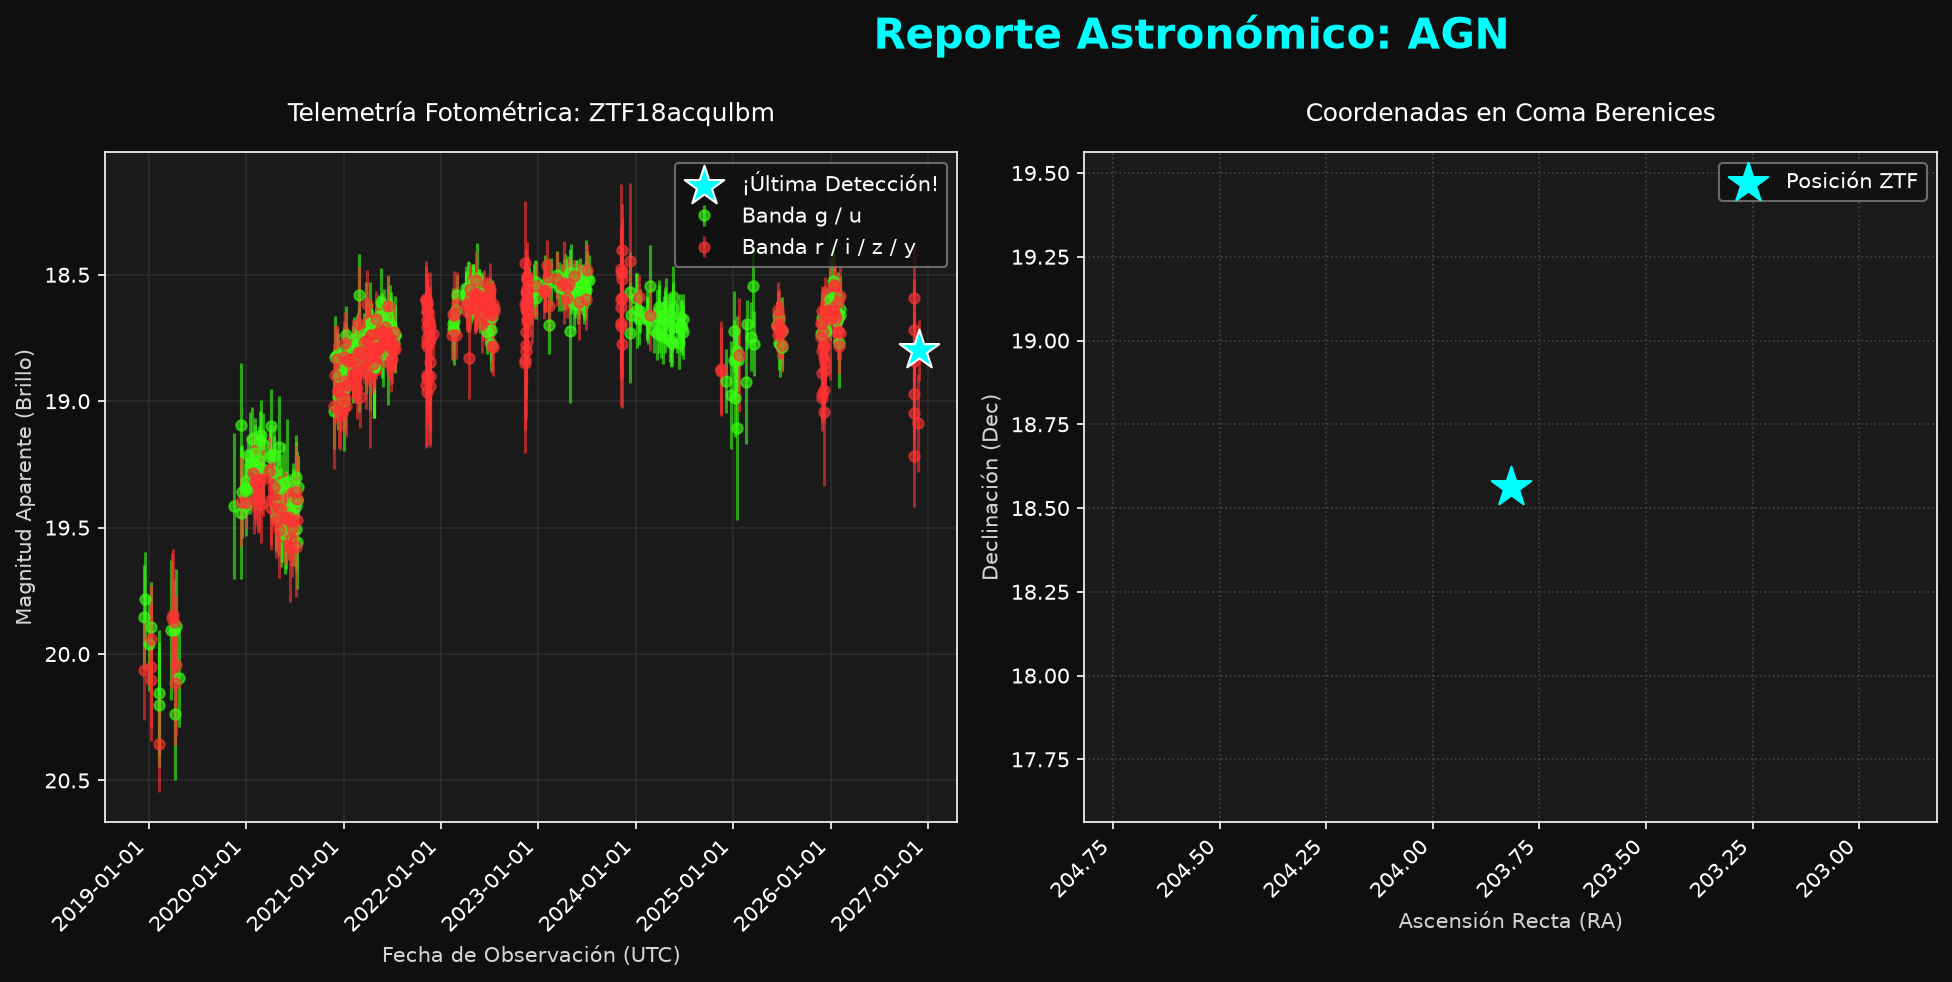 Reporte Astronómico: AGN
Telemetría Fotométrica: ZTF18acqulbm
¡Última Detección!
Banda g / u
Banda r / i / z / y
Magnitud Aparente (Brillo)
18.5
19.0
19.5
20.0
20.5
2019-01-01
2020-01-01
2021-01-01
2022-01-01
2023-01-01
2024-01-01
2025-01-01
2026-01-01
2027-01-01
Fecha de Observación (UTC)
Coordenadas en Coma Berenices
Posición ZTF
Declinación (Dec)
19.50
19.25
19.00
18.75
18.50
18.25
18.00
17.75
204.75
204.50
204.25
204.00
203.75
203.50
203.25
203.00
Ascensión Recta (RA)